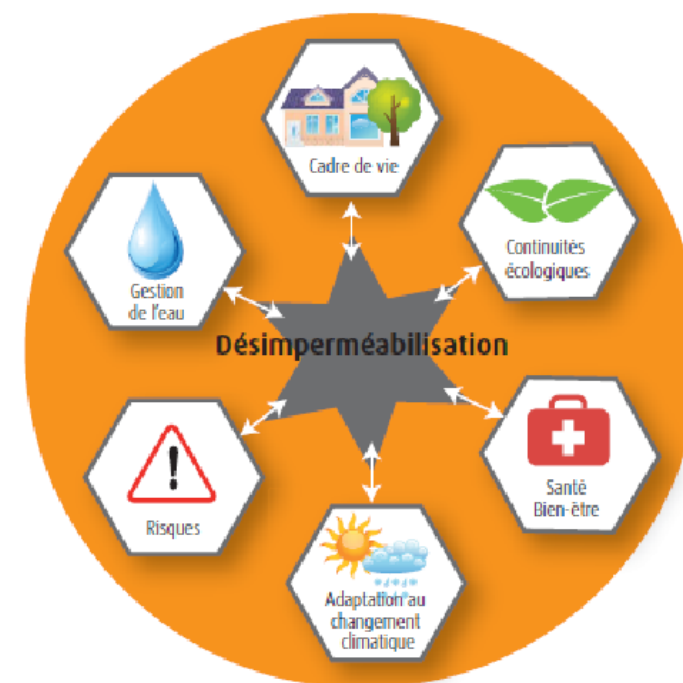 Cadre de vie
Continuités
écologiques
Gestion
de l'eau
Désimperméabilisation
Santé
Bien-être
Risques
Adaptation au
changement
climatique